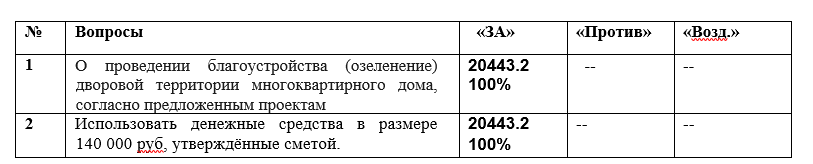 № Вопросы «ЗА» «Против» «Возд.»
1 О проведении благоустройства (озеленение) 20443.2 -- --
дворовой территории многоквартирного дома, 100%
согласно предложенным проектам
2 Использовать денежные средства в размере 20443.2 -- --
140 000 руб, утверждённые сметой. 100%